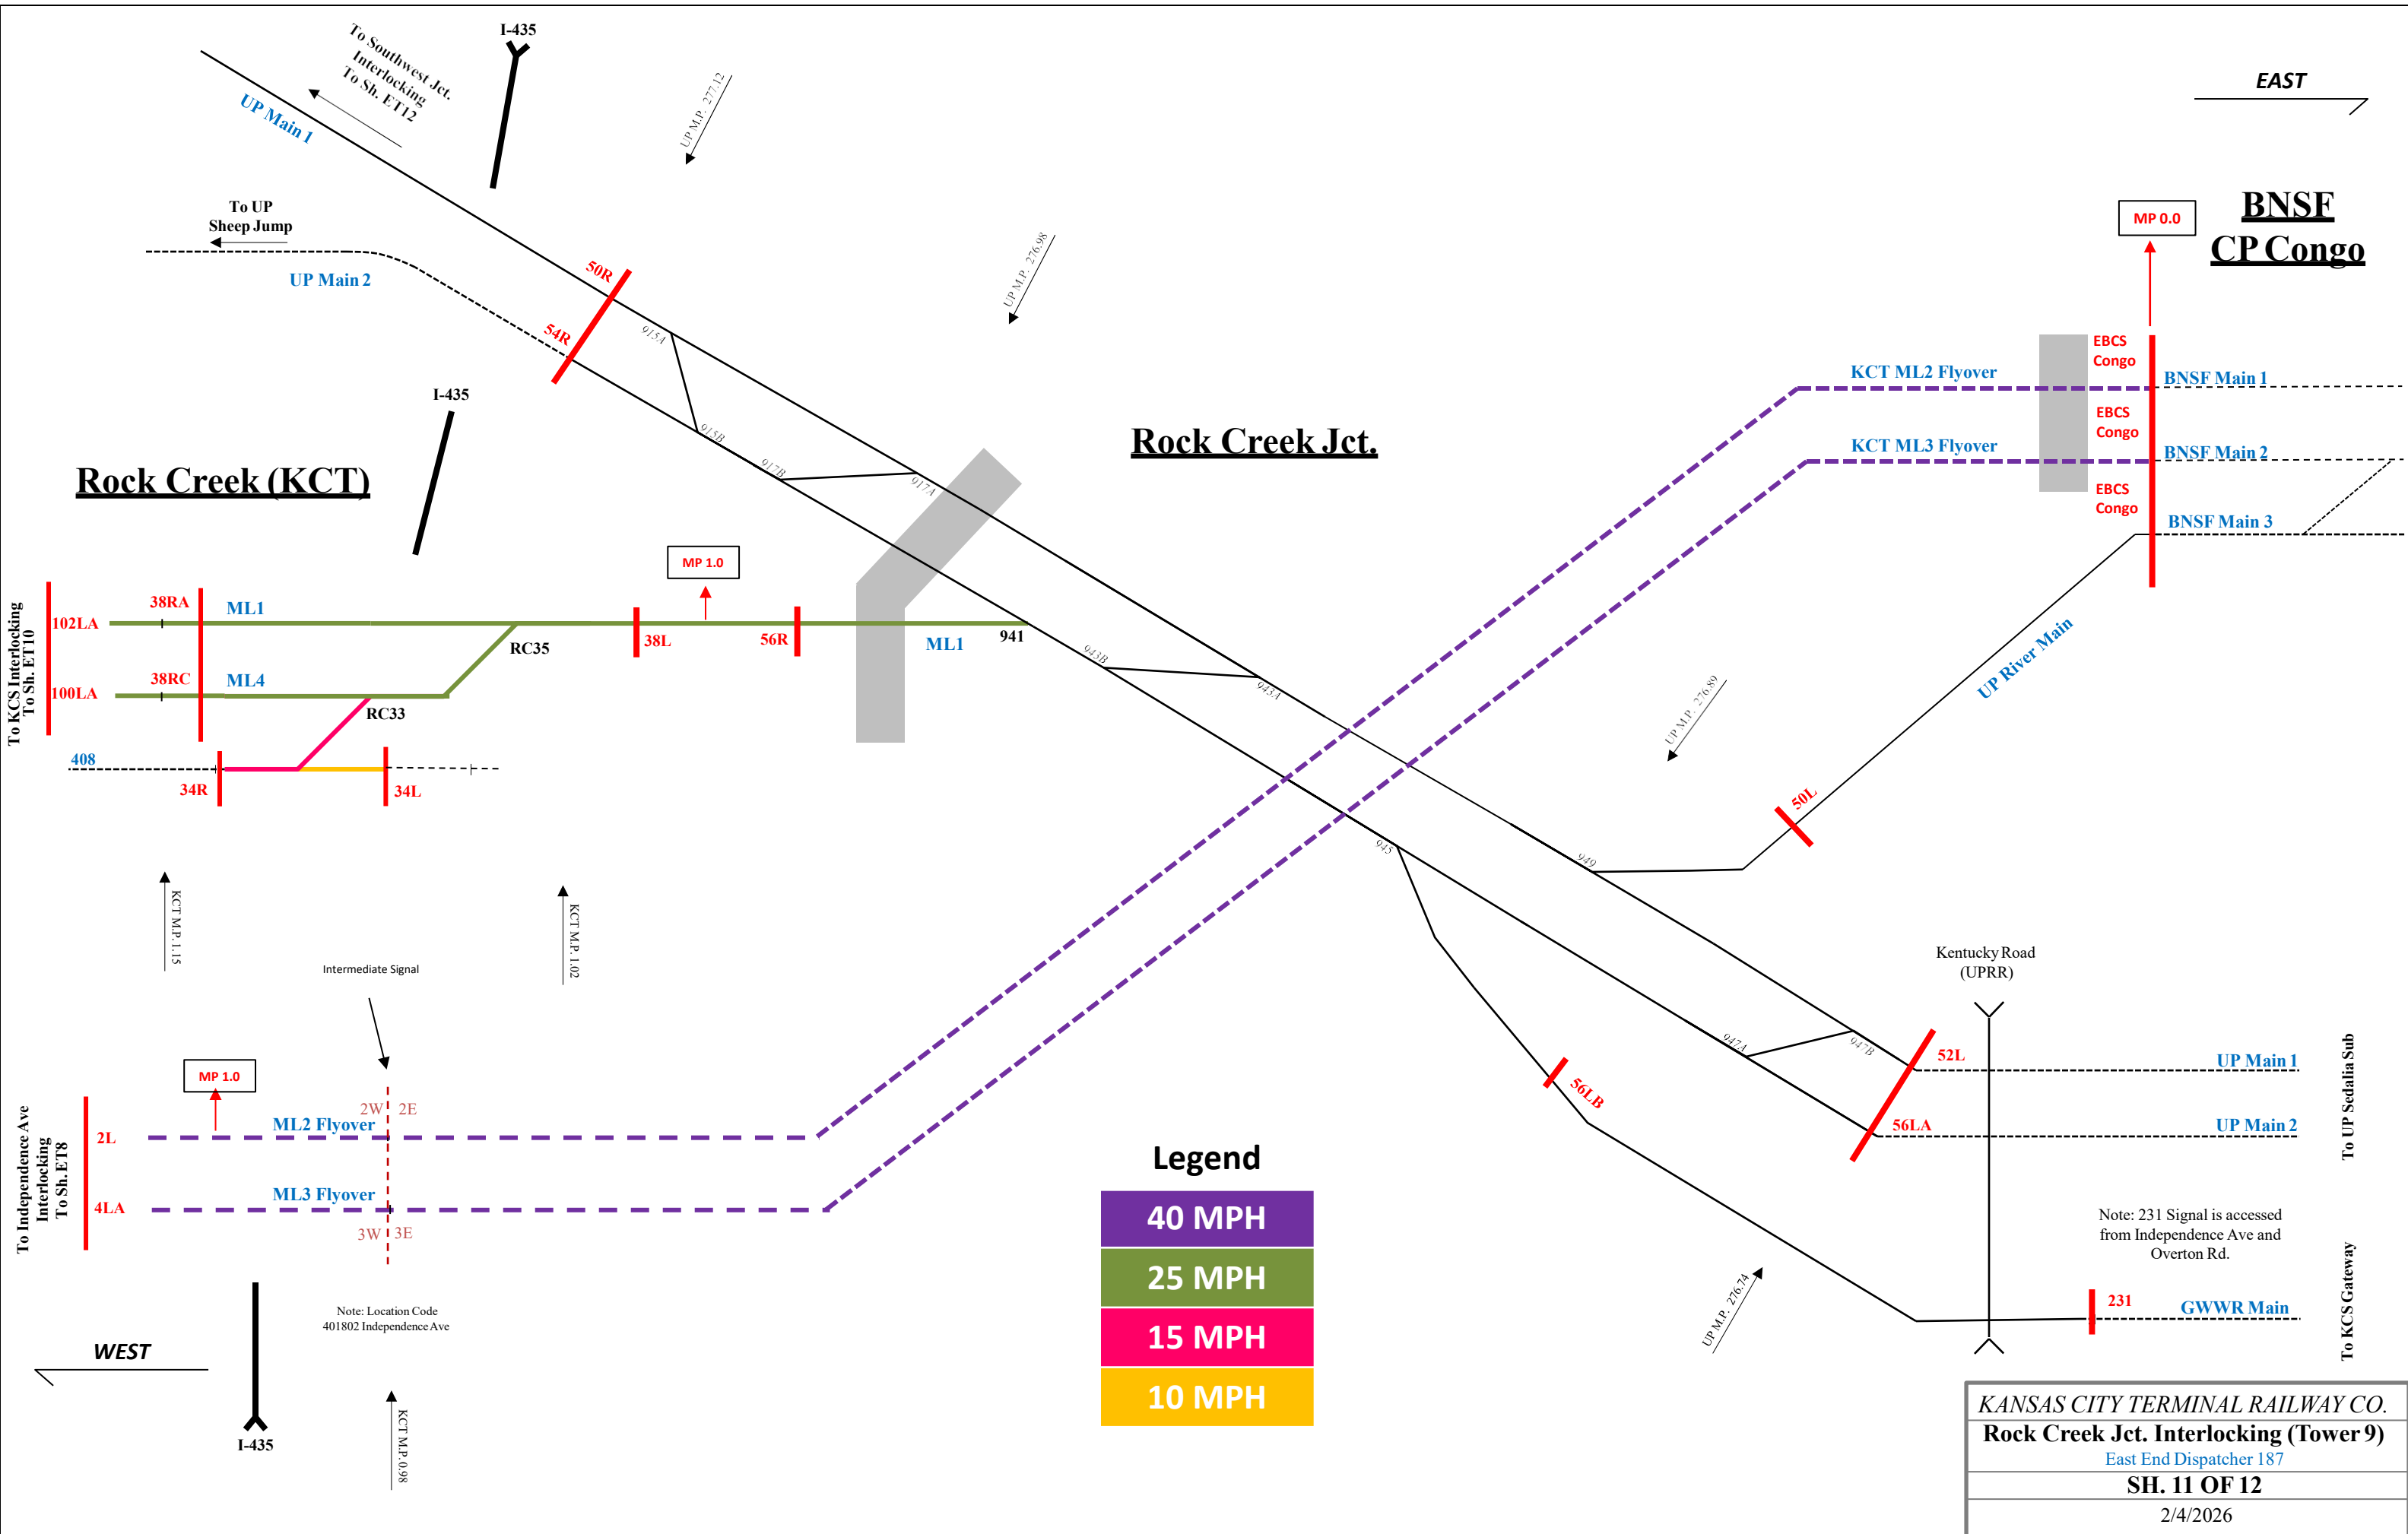 I-435
To Southwest Jct.
Interlocking
To Sh. ET12
UP Main 1
UP M.P. 277.12
EAST
To UP
Sheep Jump
UP Main 2
50R
54R
UP M.P. 276.98
MP 0.0
BNSF
CP Congo
915A
915B
917B
917A
I-435
Rock Creek Jct.
Rock Creek (KCT)
KCT ML2 Flyover
KCT ML3 Flyover
EBCS
Congo
EBCS
Congo
EBCS
Congo
BNSF Main 1
BNSF Main 2
BNSF Main 3
To KCS Interlocking
To Sh. ET10
102LA
38RA
ML1
100LA
38RC
ML4
RC35
RC33
408
34R
34L
MP 1.0
38L
56R
ML1
941
943B
943A
UP M.P. 276.89
UP River Main
50L
945
949
KCT M.P. 1.15
KCT M.P. 1.02
Intermediate Signal
Kentucky Road
(UPRR)
947A
947B
52L
56LA
56LB
UP Main 1
UP Main 2
To UP Sedalia Sub
MP 1.0
2W
2E
ML2 Flyover
ML3 Flyover
3W
3E
To Independence Ave
Interlocking
To Sh. ET8
2L
4LA
Note: Location Code
401802 Independence Ave
WEST
I-435
KCT M.P. 0.98
Legend
40 MPH
25 MPH
15 MPH
10 MPH
UP M.P. 276.74
Note: 231 Signal is accessed
from Independence Ave and
Overton Rd.
231
GWWR Main
To KCS Gateway
KANSAS CITY TERMINAL RAILWAY CO.
Rock Creek Jct. Interlocking (Tower 9)
East End Dispatcher 187
SH. 11 OF 12
2/4/2026